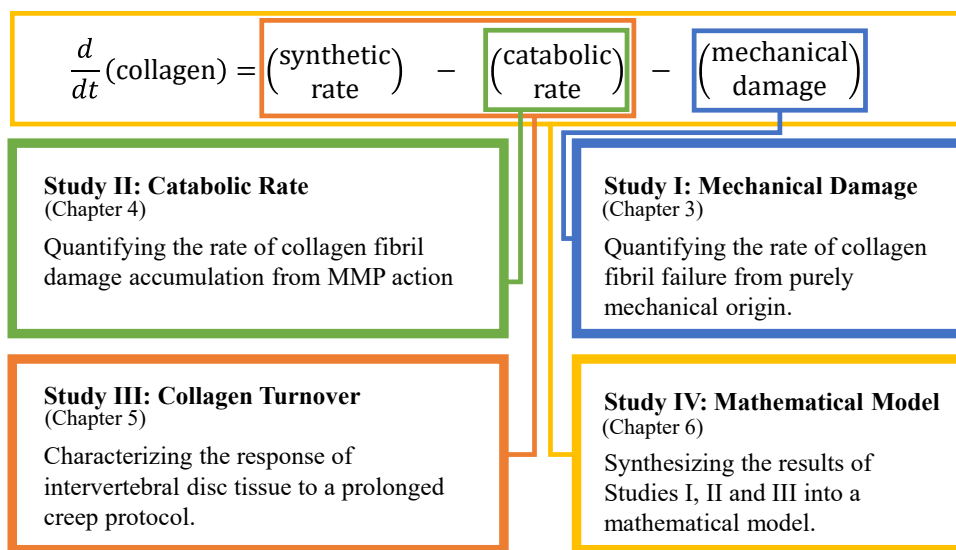 d/dt (collagen) = (synthetic rate) − (catabolic rate) − (mechanical damage)
Study II: Catabolic Rate
(Chapter 4)
Quantifying the rate of collagen fibril
damage accumulation from MMP action
Study I: Mechanical Damage
(Chapter 3)
Quantifying the rate of collagen
fibril failure from purely
mechanical origin.
Study III: Collagen Turnover
(Chapter 5)
Characterizing the response of
intervertebral disc tissue to a prolonged
creep protocol.
Study IV: Mathematical Model
(Chapter 6)
Synthesizing the results of
Studies I, II and III into a
mathematical model.